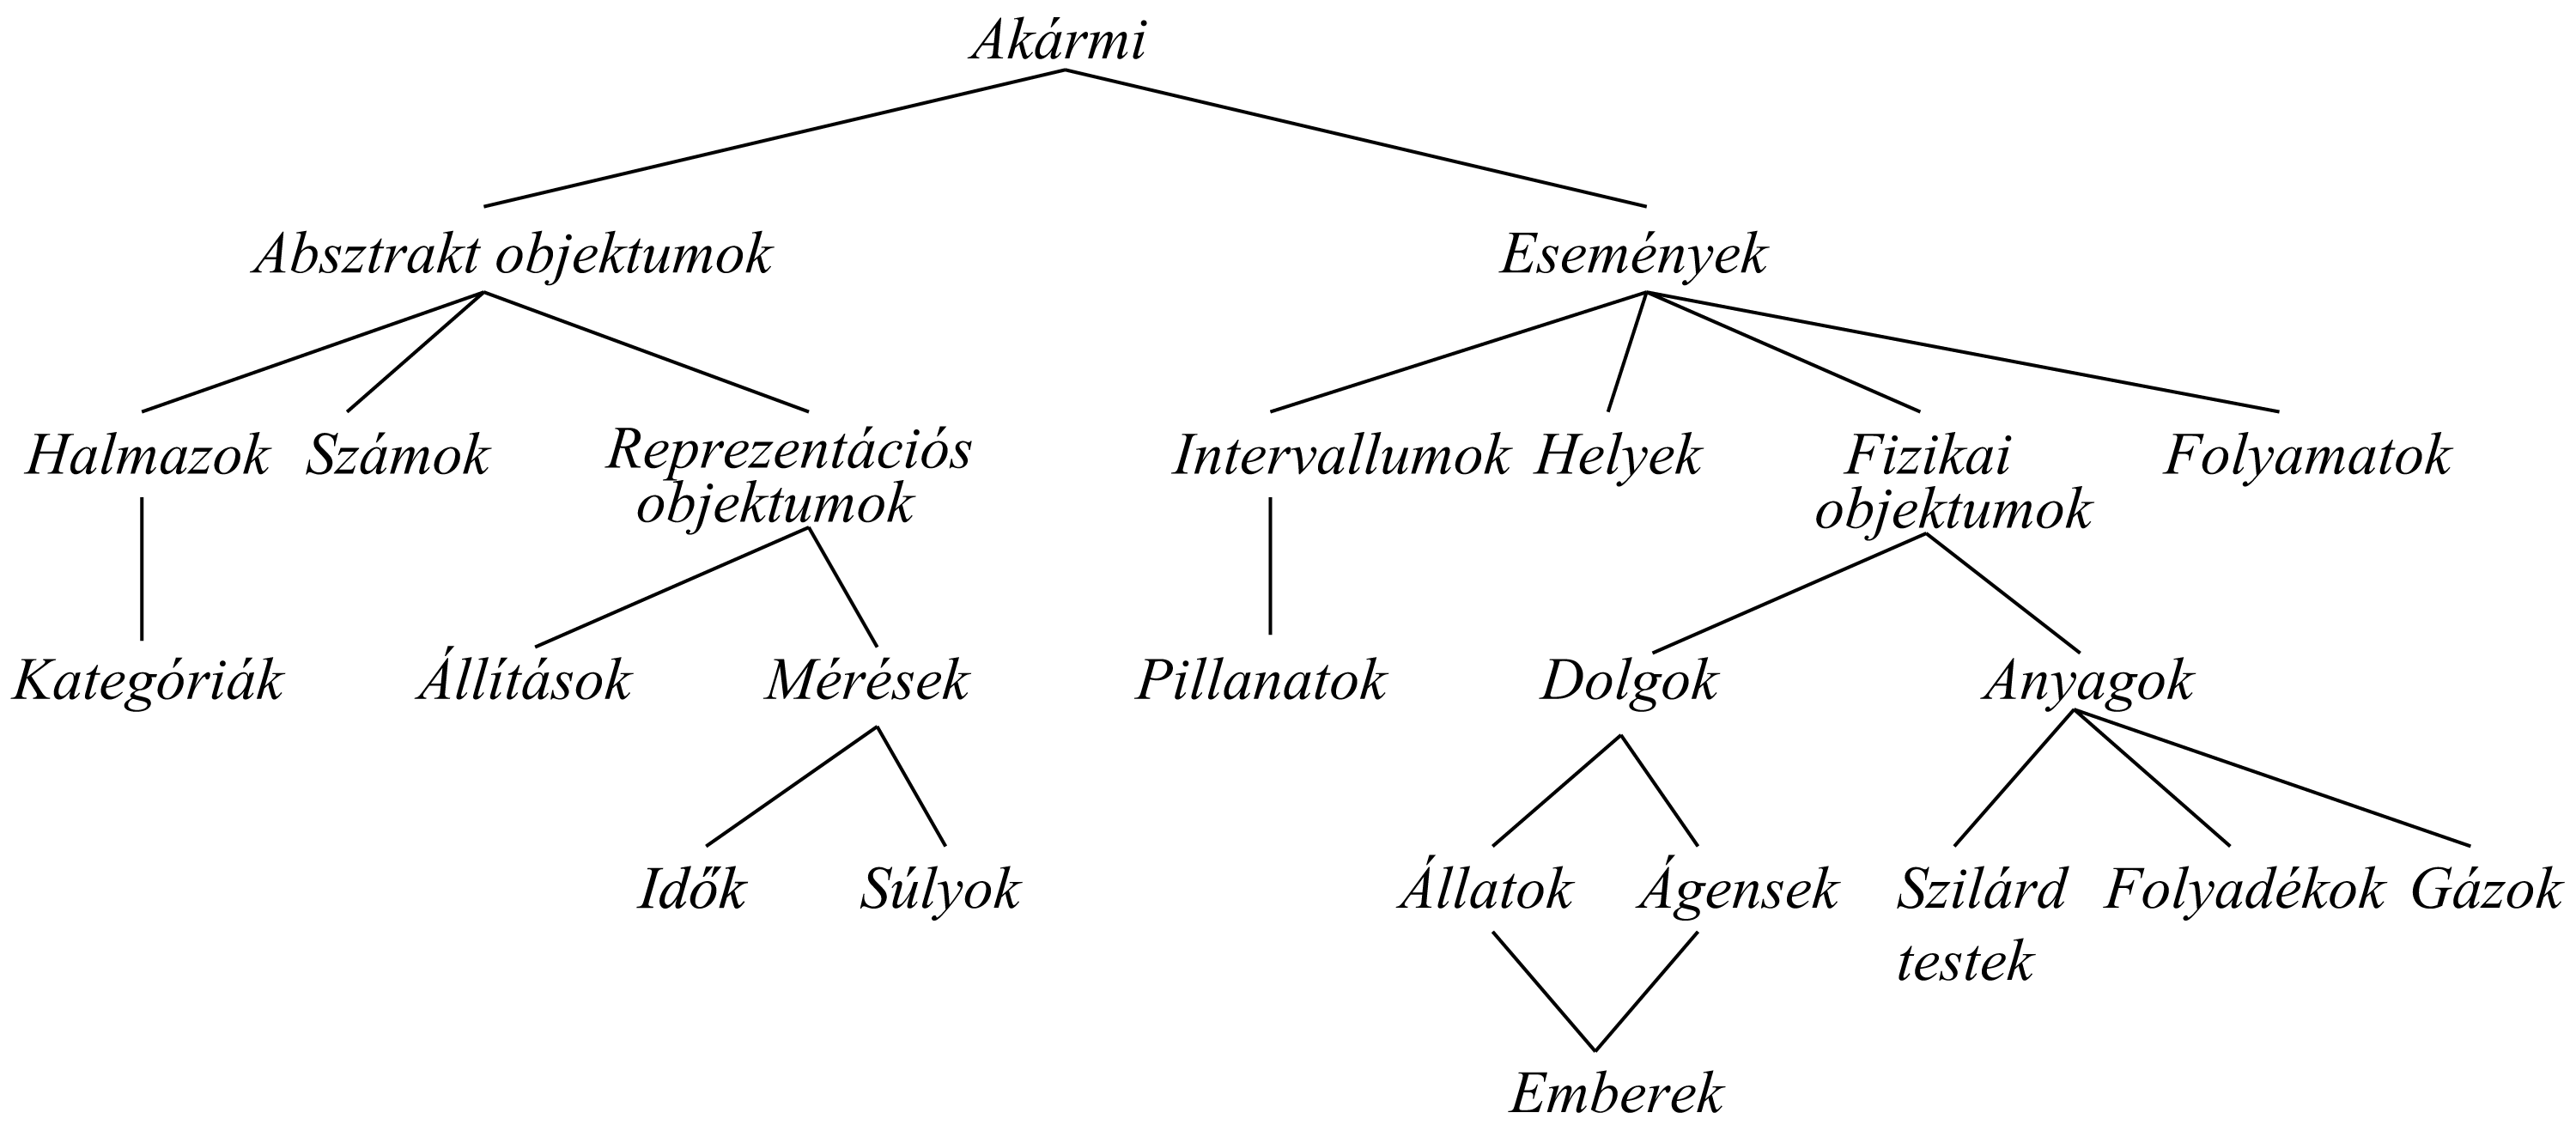 Akármi
Absztrakt objektumok
Események
Halmazok
Számok
Reprezentációs
objektumok
Intervallumok
Helyek
Fizikai
objektumok
Folyamatok
Kategóriák
Állítások
Mérések
Pillanatok
Dolgok
Anyagok
Idők
Súlyok
Állatok
Ágensek
Szilárd
testek
Folyadékok
Gázok
Emberek